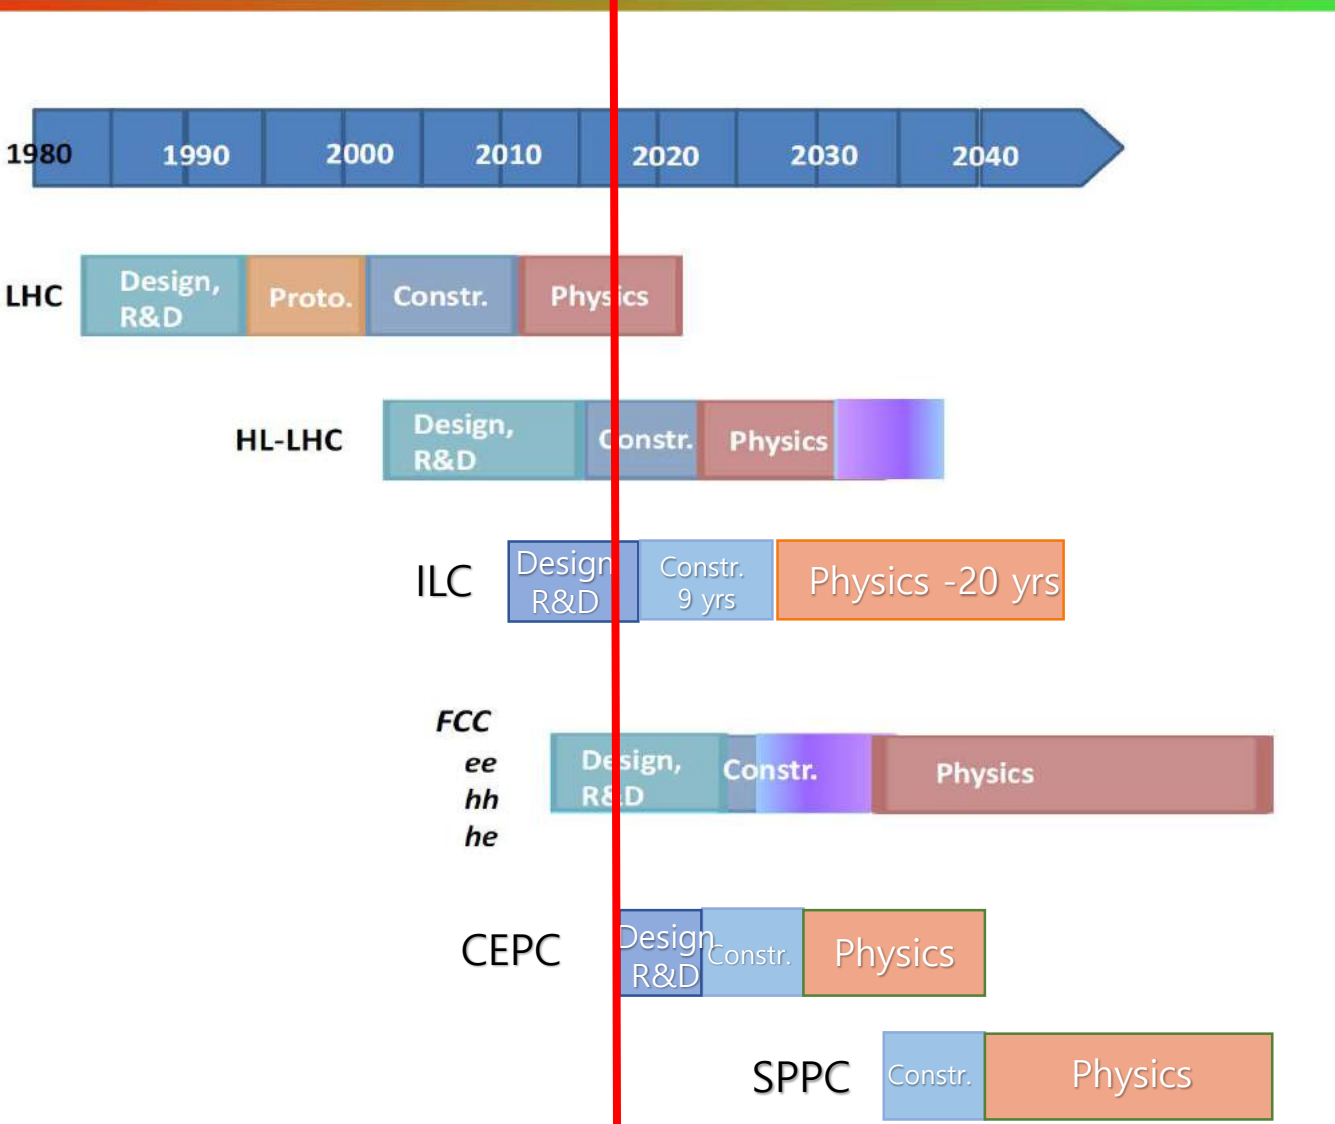 1980 1990 2000 2010 2020 2030 2040
LHC
Design,
R&D
Proto.
Constr.
Physics
HL-LHC
Design,
R&D
Constr.
Physics
ILC
Design
R&D
Constr.
9 yrs
Physics -20 yrs
FCC
ee
hh
he
Design,
R&D
Constr.
Physics
CEPC
Design
R&D
Constr.
Physics
SPPC
Constr.
Physics